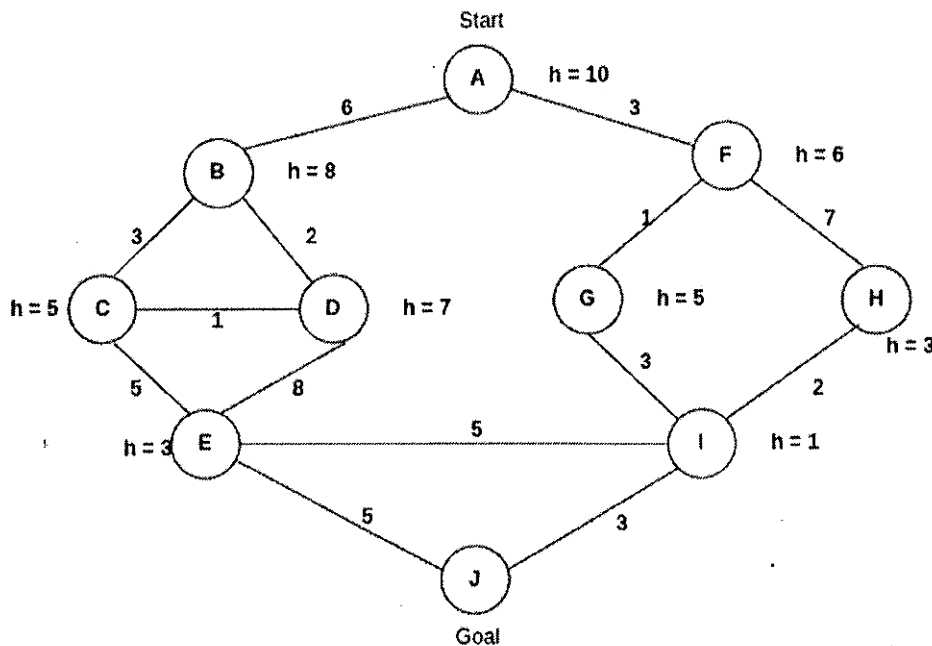 Start
A h = 10
6 3
B h = 8 F h = 6
3 2 1 7
h = 5 C D h = 7 G h = 5 H
1
h = 3
5 8 3 2
h = 3 E 5 I h = 1
5 3
J
Goal